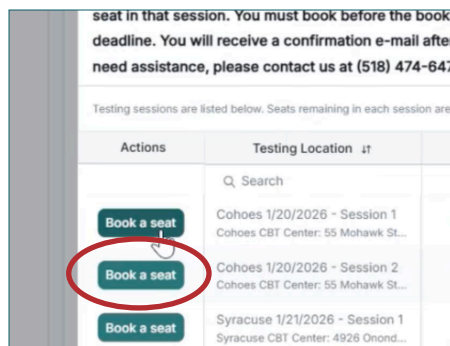 seat in that session. You must book before the book
deadline. You will receive a confirmation e-mail after
need assistance, please contact us at (518) 474-647
Testing sessions are listed below. Seats remaining in each session are
Actions Testing Location ↓↑
Search
Book a seat Cohoes 1/20/2026 - Session 1
Cohoes CBT Center: 55 Mohawk St...
Book a seat Cohoes 1/20/2026 - Session 2
Cohoes CBT Center: 55 Mohawk St...
Book a seat Syracuse 1/21/2026 - Session 1
Syracuse CBT Center: 4926 Onond...